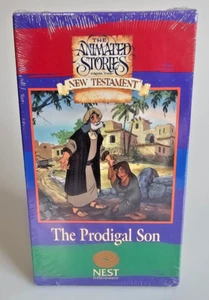 THE
ANIMATED
STORIES
FROM THE
NEW TESTAMENT
The Prodigal Son
NEST